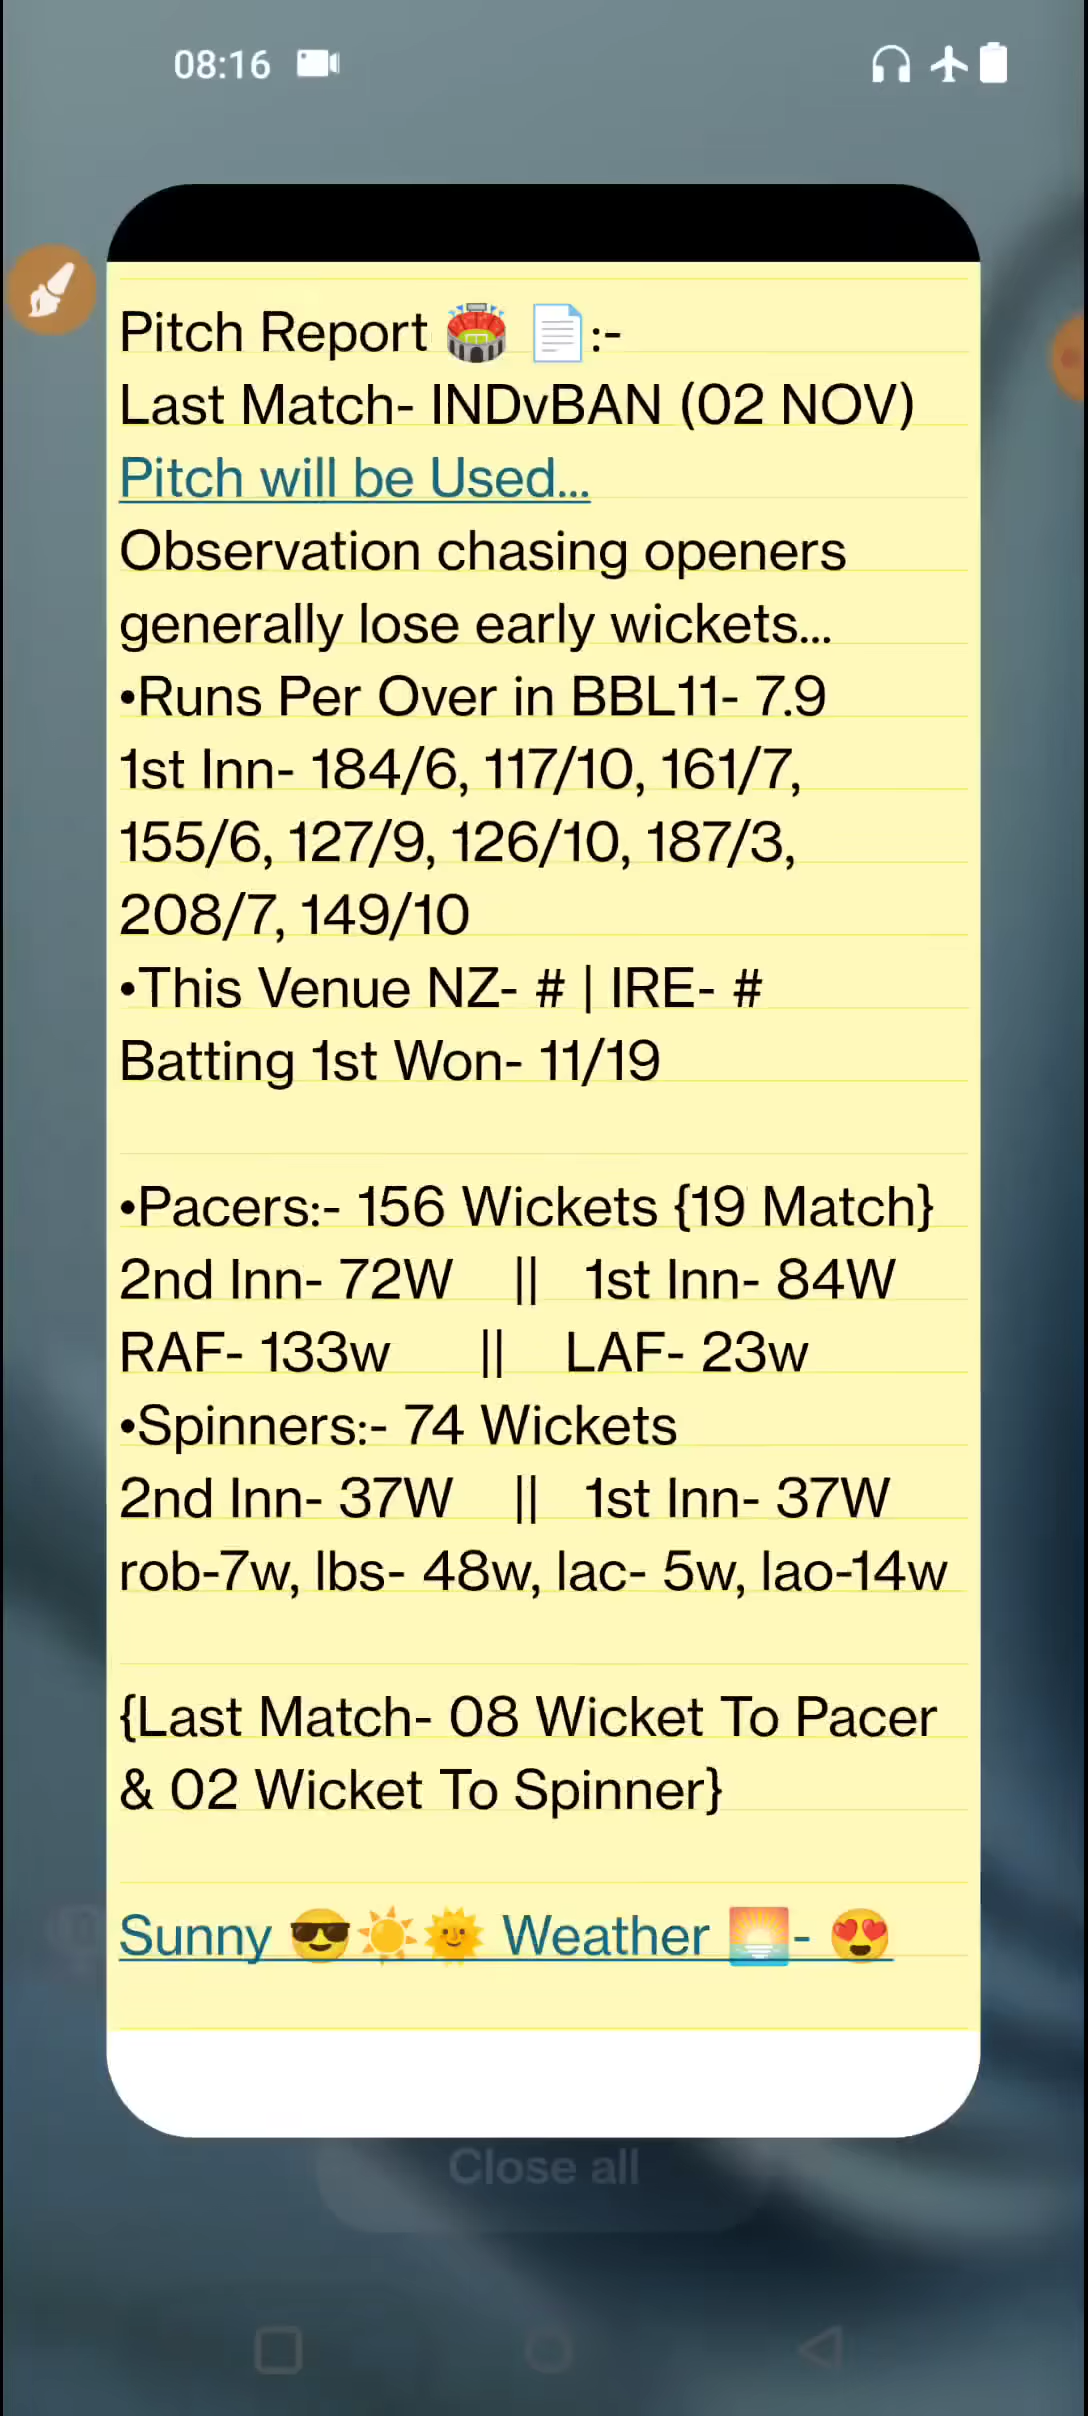 08:16
Pitch Report 🏟️ 📄:-
Last Match- INDvBAN (02 NOV)
Pitch will be Used...
Observation chasing openers
generally lose early wickets...
•Runs Per Over in BBL11- 7.9
1st Inn- 184/6, 117/10, 161/7,
155/6, 127/9, 126/10, 187/3,
208/7, 149/10
•This Venue NZ- # | IRE- #
Batting 1st Won- 11/19
•Pacers:- 156 Wickets {19 Match}
2nd Inn- 72W || 1st Inn- 84W
RAF- 133w || LAF- 23w
•Spinners:- 74 Wickets
2nd Inn- 37W || 1st Inn- 37W
rob-7w, lbs- 48w, lac- 5w, lao-14w
{Last Match- 08 Wicket To Pacer
& 02 Wicket To Spinner}
Sunny 😎☀️🌞 Weather 🌅- 😍
Close all